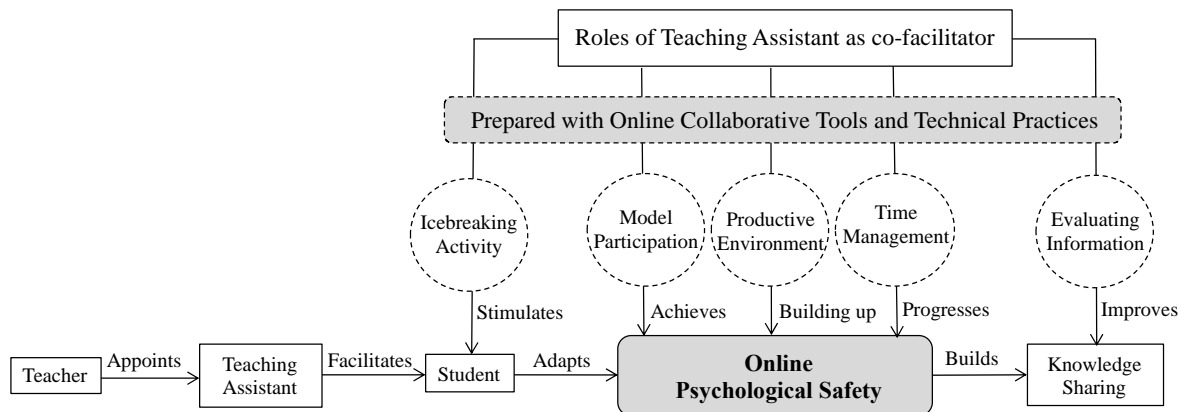 Roles of Teaching Assistant as co-facilitator
Prepared with Online Collaborative Tools and Technical Practices
Icebreaking
Activity
Model
Participation
Productive
Environment
Time
Management
Evaluating
Information
Stimulates
Achieves
Building up
Progresses
Improves
Teacher
Appoints
Teaching
Assistant
Facilitates
Student
Adapts
Online
Psychological Safety
Builds
Knowledge
Sharing